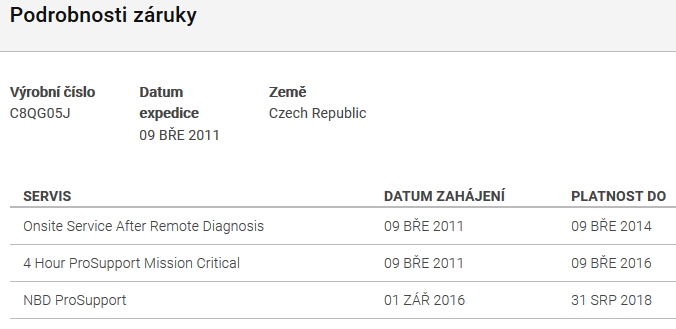 Podrobnosti záruky
Výrobní číslo
C8QG05J
Datum
expedice
09 BŘE 2011
Země
Czech Republic
SERVIS DATUM ZAHÁJENÍ PLATNOST DO
Onsite Service After Remote Diagnosis 09 BŘE 2011 09 BŘE 2014
4 Hour ProSupport Mission Critical 09 BŘE 2011 09 BŘE 2016
NBD ProSupport 01 ZÁŘ 2016 31 SRP 2018